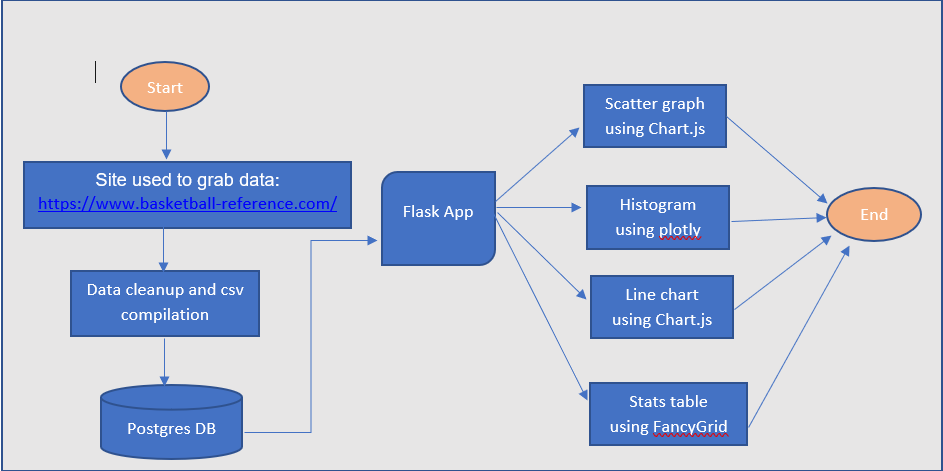 Start
Site used to grab data:
https://www.basketball-reference.com/
Data cleanup and csv
compilation
Postgres DB
Flask App
Scatter graph
using Chart.js
Histogram
using plotly
Line chart
using Chart.js
Stats table
using FancyGrid
End